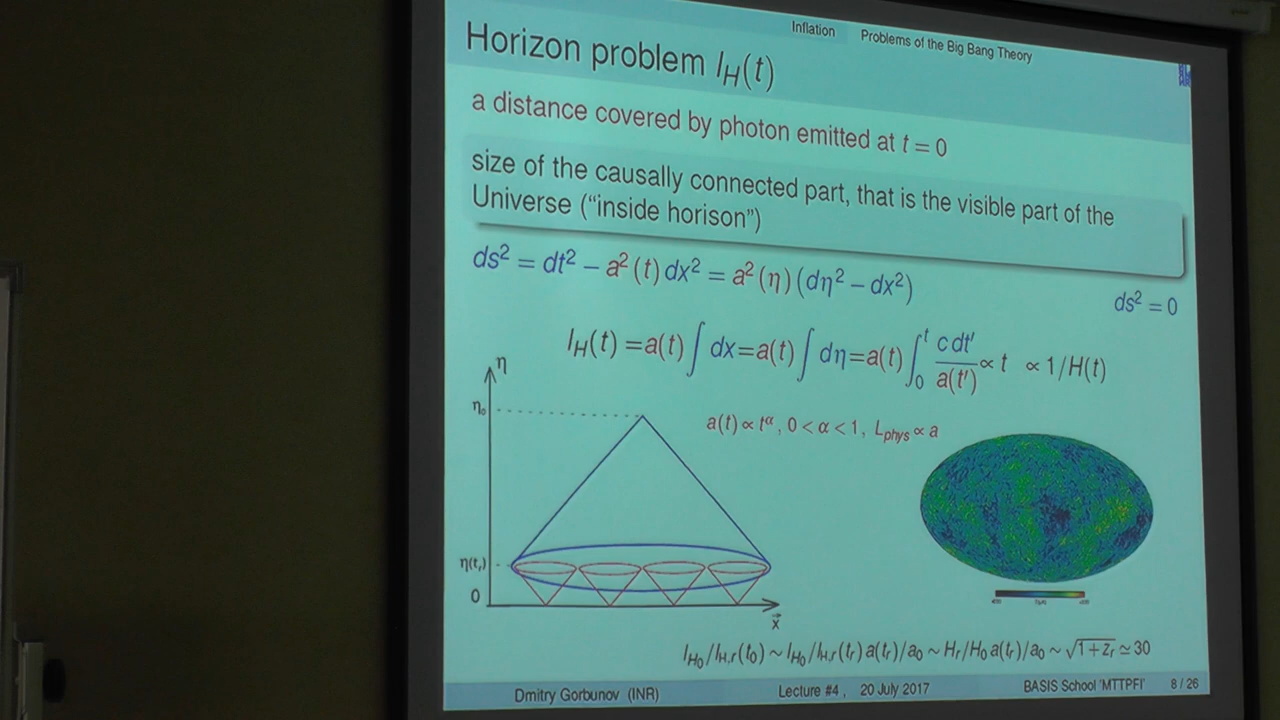 Inflation Problems of the Big Bang Theory
Horizon problem l_H(t)
a distance covered by photon emitted at t = 0
size of the causally connected part, that is the visible part of the
Universe ("inside horison")
ds² = dt² − a²(t) dx² = a²(η) (dη² − dx²)
ds² = 0
l_H(t) = a(t) ∫ dx = a(t) ∫ dη = a(t) ∫₀ᵗ c dt′ / a(t′) ∝ t ∝ 1/H(t)
η
η₀
a(t) ∝ t^α, 0 < α < 1, L_phys ∝ a
η(t_r)
0
x⃗
l_H₀/l_H,r(t₀) ~ l_H₀/l_H,r(t_r) a(t_r)/a₀ ~ H_r/H₀ a(t_r)/a₀ ~ √(1+z_r) ≃ 30
Dmitry Gorbunov (INR) Lecture #4 , 20 July 2017 BASIS School 'MTTPFI' 8 / 26